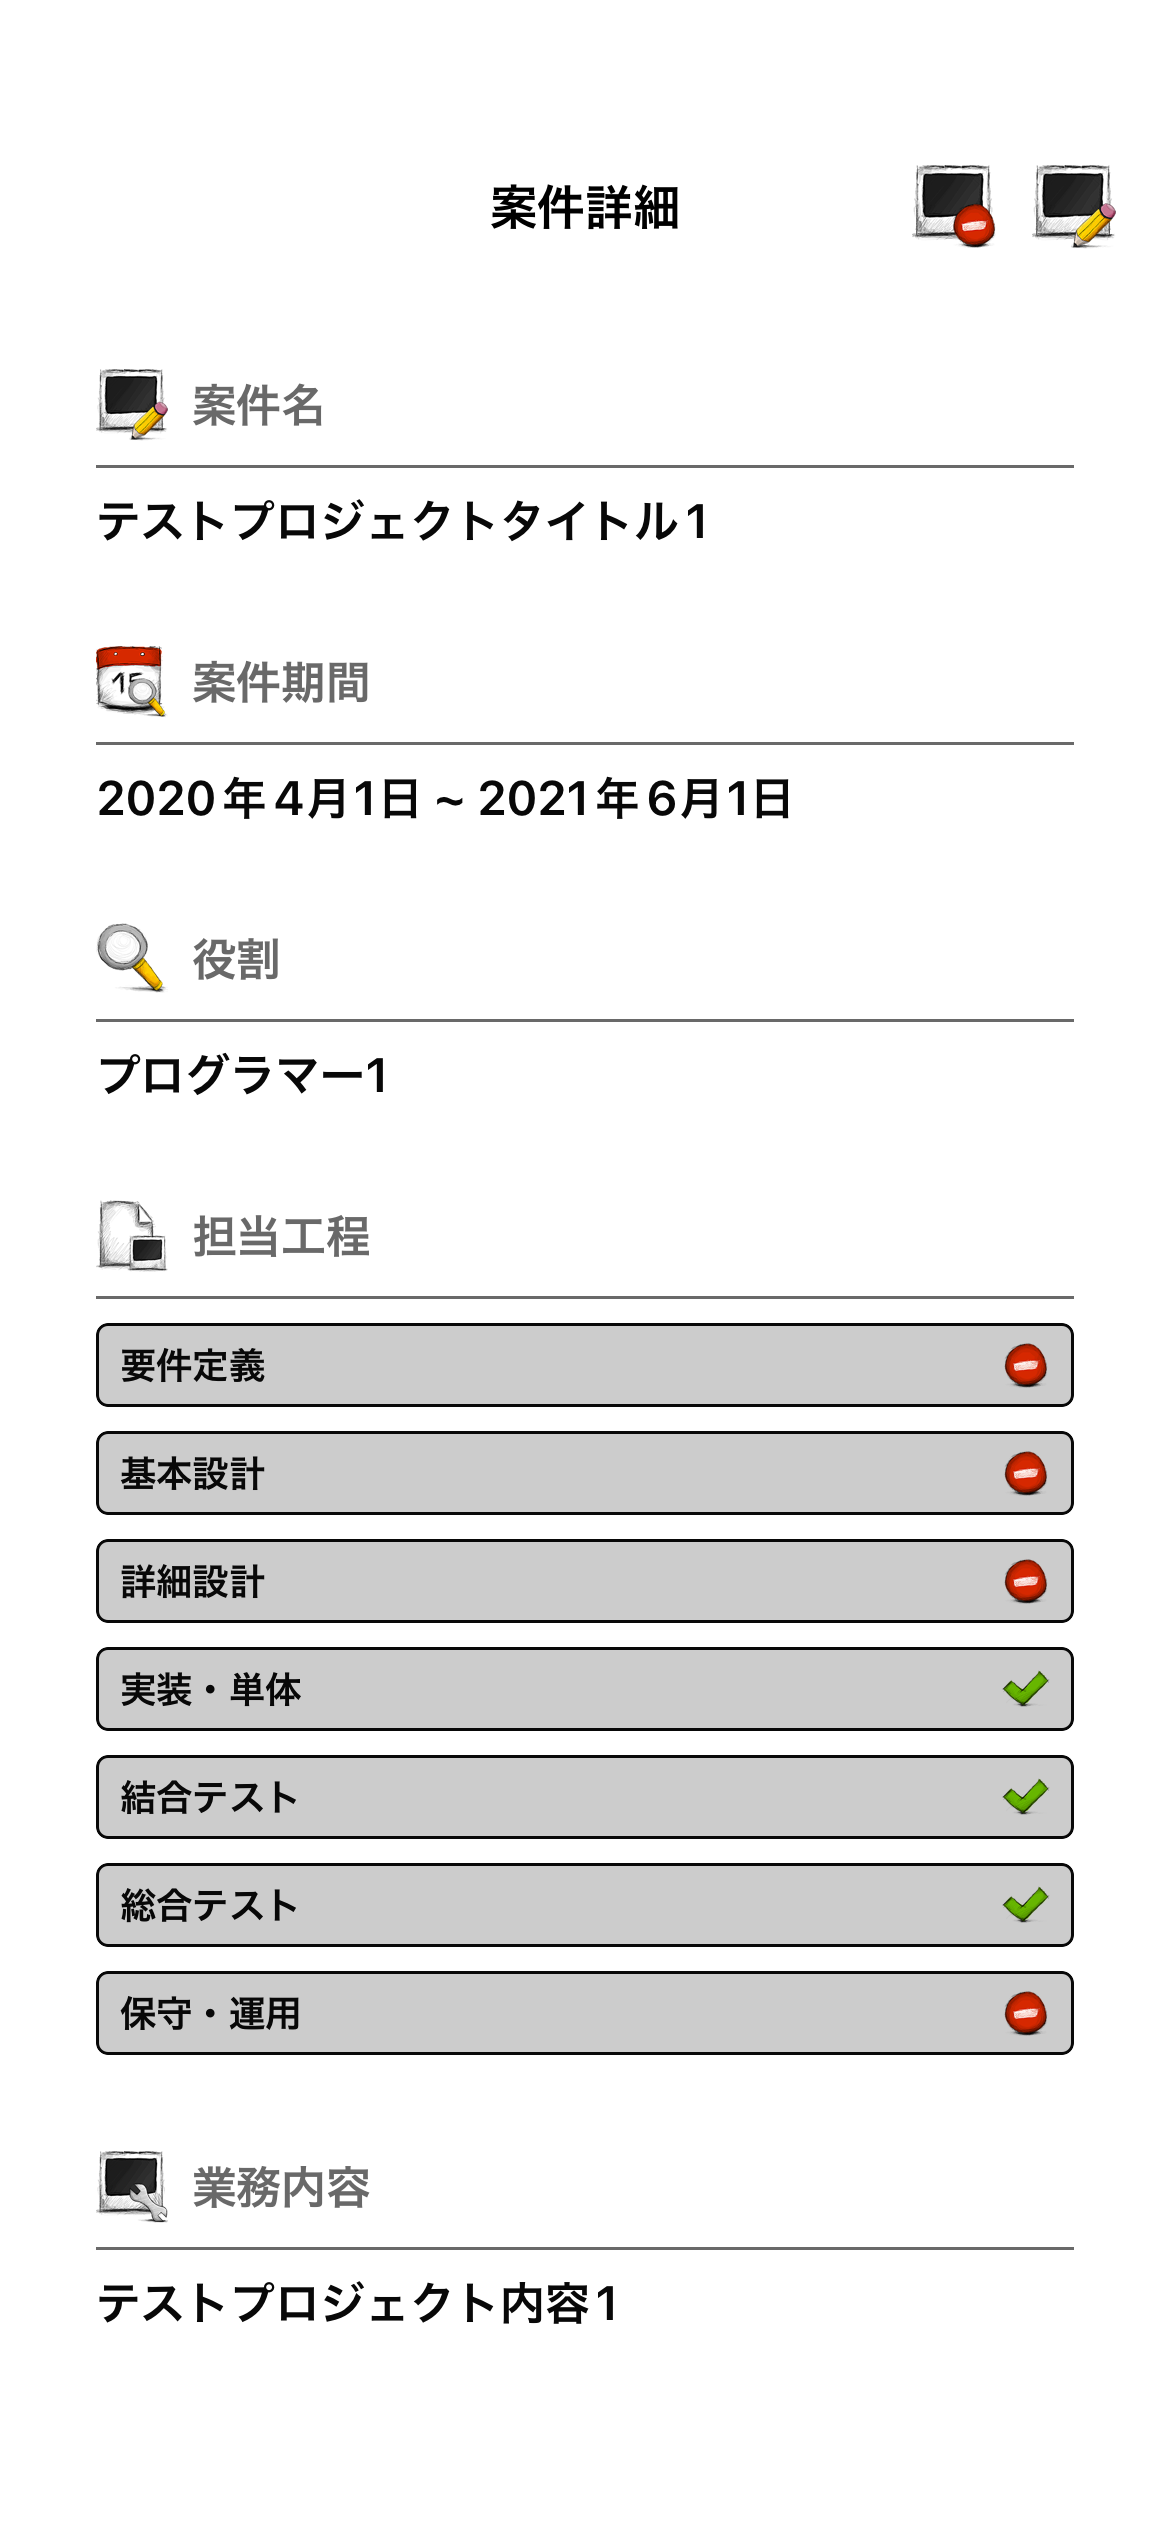 案件詳細
案件名
テストプロジェクトタイトル1
15
案件期間
2020年4月1日 ~ 2021年6月1日
役割
プログラマー1
担当工程
要件定義
基本設計
詳細設計
実装・単体
結合テスト
総合テスト
保守・運用
業務内容
テストプロジェクト内容1